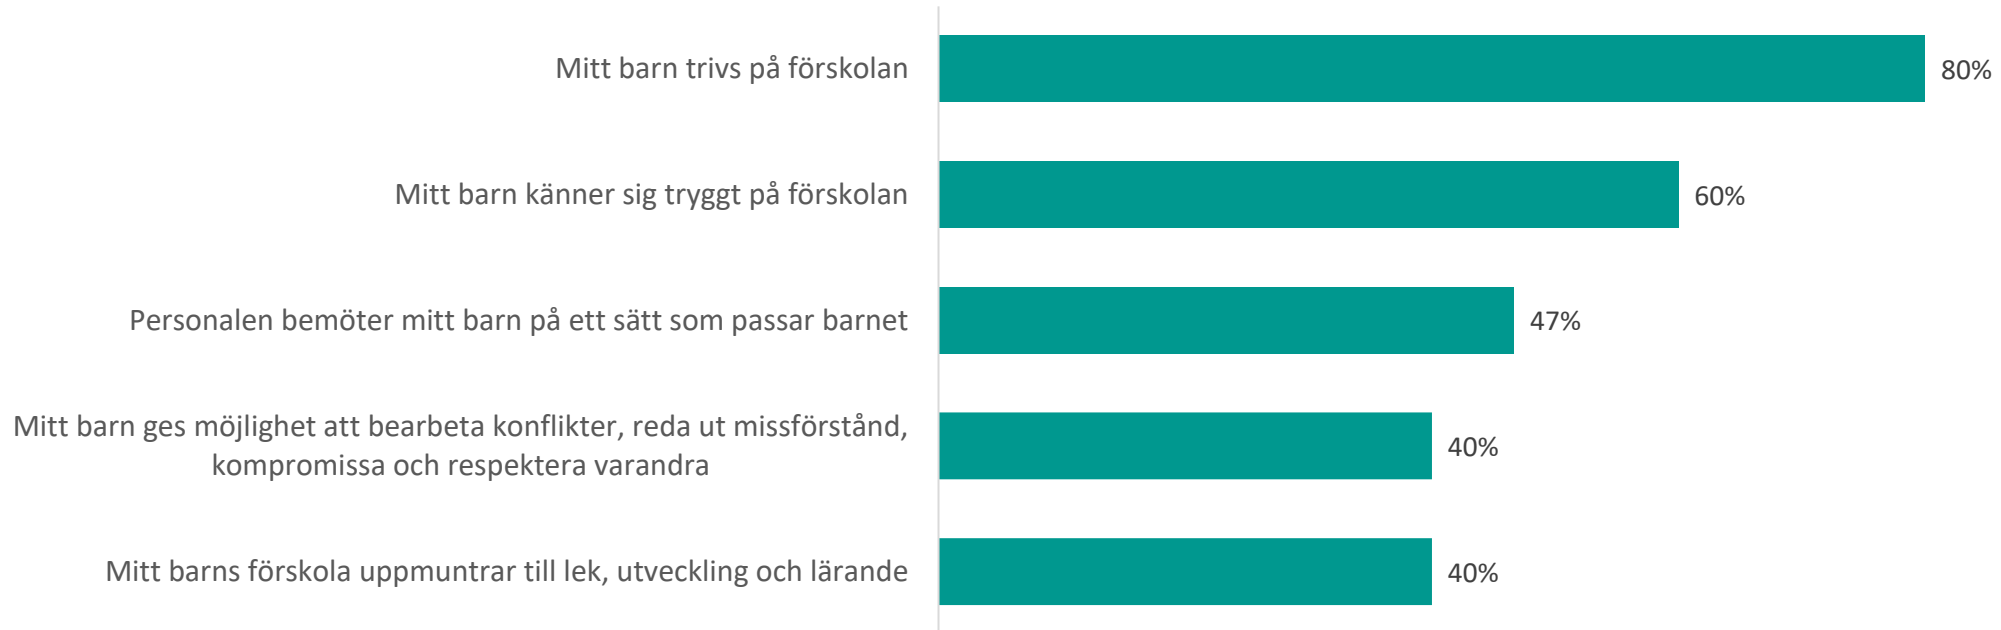 Mitt barn trivs på förskolan
80%
Mitt barn känner sig tryggt på förskolan
60%
Personalen bemöter mitt barn på ett sätt som passar barnet
47%
Mitt barn ges möjlighet att bearbeta konflikter, reda ut missförstånd,
kompromissa och respektera varandra
40%
Mitt barns förskola uppmuntrar till lek, utveckling och lärande
40%